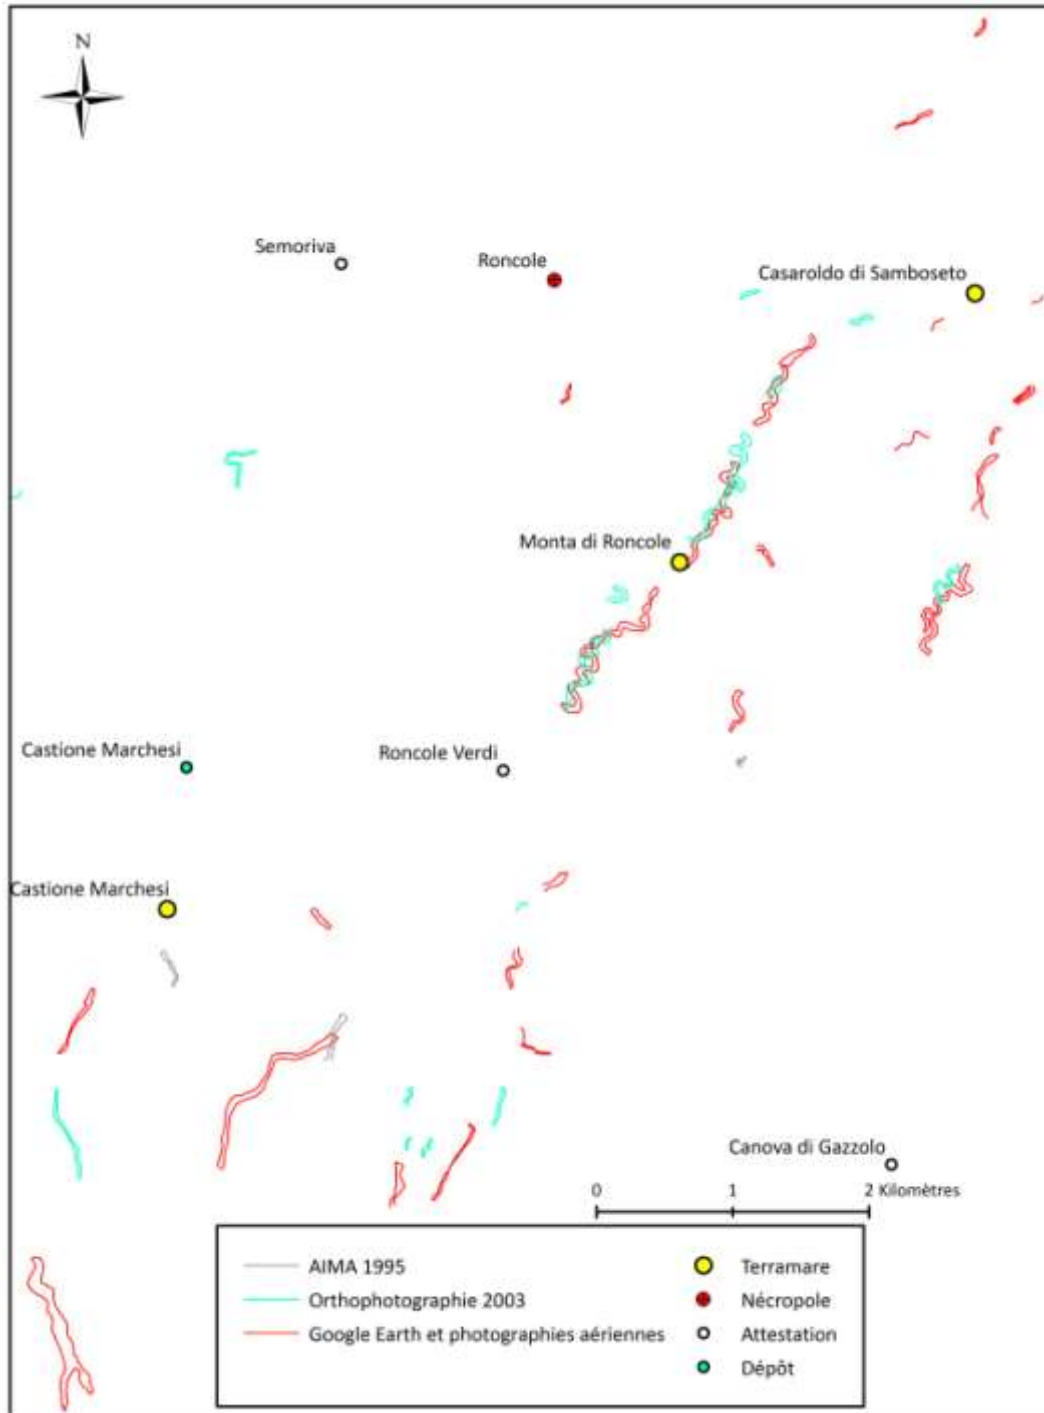 N
Semoriva
Roncole
Casaroldo di Samboseto
Monta di Roncole
Castione Marchesi
Roncole Verdi
Castione Marchesi
Canova di Gazzolo
0 1 2 Kilomètres
AIMA 1995
Orthophotographie 2003
Google Earth et photographies aériennes
Terramare
Nécropole
Attestation
Dépôt